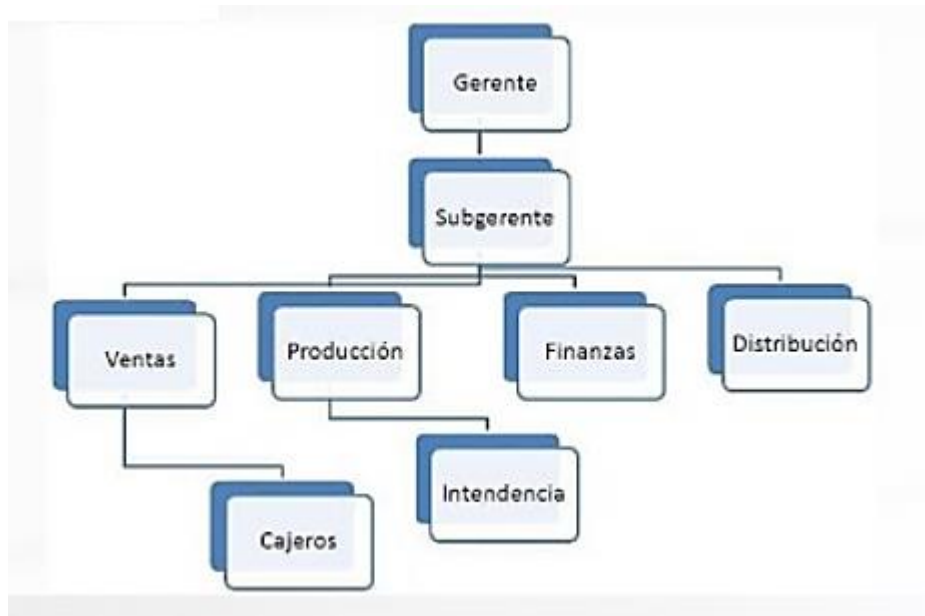 Gerente
Subgerente
Ventas
Producción
Finanzas
Distribución
Intendencia
Cajeros